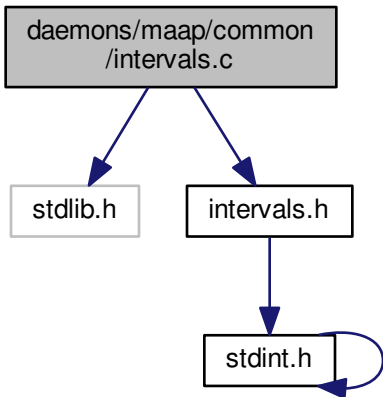 daemons/maap/common
/intervals.c
stdlib.h
intervals.h
stdint.h